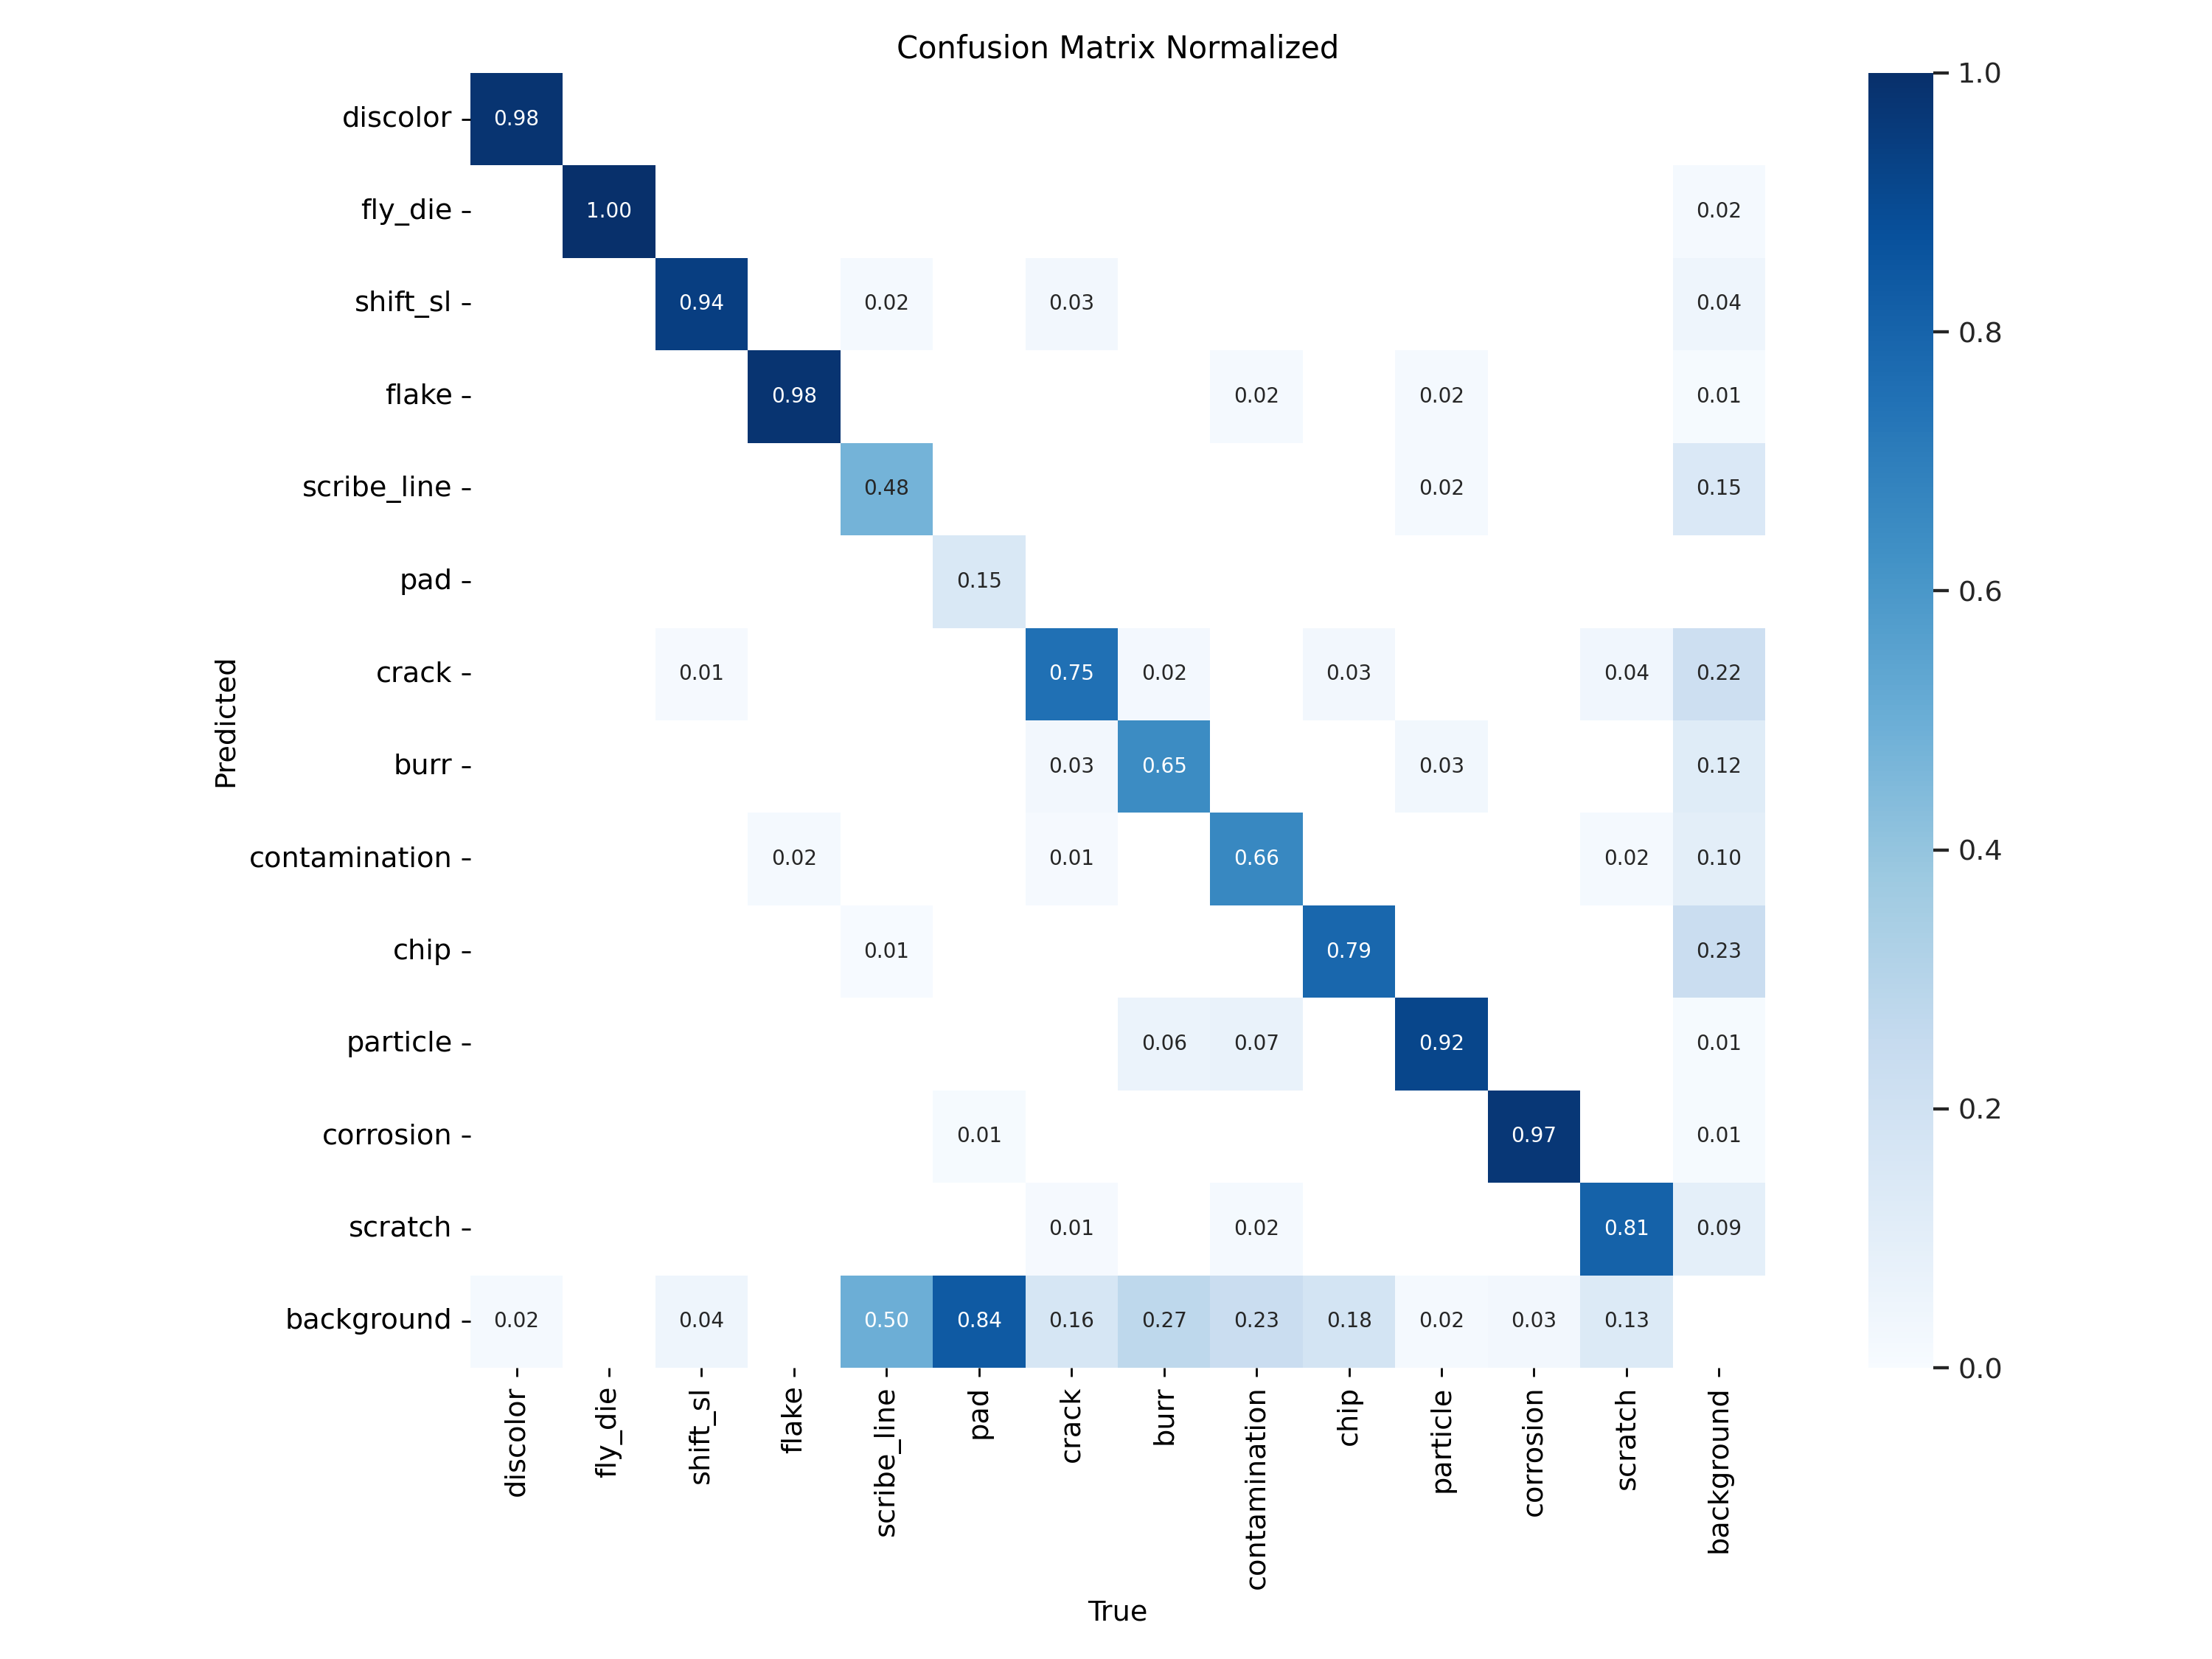 Confusion Matrix Normalized
discolor 0.98 1.0
fly_die 1.00 0.02
shift_sl 0.94 0.02 0.03 0.04 0.8
flake 0.98 0.02 0.02 0.01
scribe_line 0.48 0.02 0.15
pad 0.15 0.6
Predicted
crack 0.01 0.75 0.02 0.03 0.04 0.22
burr 0.03 0.65 0.03 0.12
contamination 0.02 0.01 0.66 0.02 0.10 0.4
chip 0.01 0.79 0.23
particle 0.06 0.07 0.92 0.01
corrosion 0.01 0.97 0.01 0.2
scratch 0.01 0.02 0.81 0.09
background 0.02 0.04 0.50 0.84 0.16 0.27 0.23 0.18 0.02 0.03 0.13 0.0
discolor
fly_die
shift_sl
flake
scribe_line
pad
crack
burr
contamination
chip
particle
corrosion
scratch
background
True